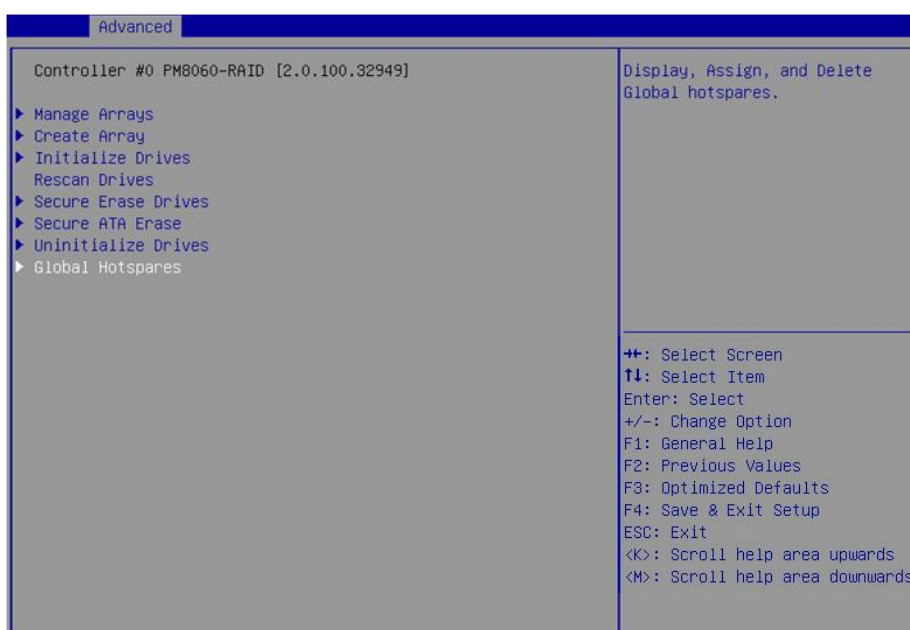 Advanced
Controller #0 PM8060-RAID [2.0.100.32949]
Manage Arrays
Create Array
Initialize Drives
Rescan Drives
Secure Erase Drives
Secure ATA Erase
Uninitialize Drives
Global Hotspares
Display, Assign, and Delete
Global hotspares.
→←: Select Screen
↑↓: Select Item
Enter: Select
+/-: Change Option
F1: General Help
F2: Previous Values
F3: Optimized Defaults
F4: Save & Exit Setup
ESC: Exit
<K>: Scroll help area upwards
<M>: Scroll help area downwards